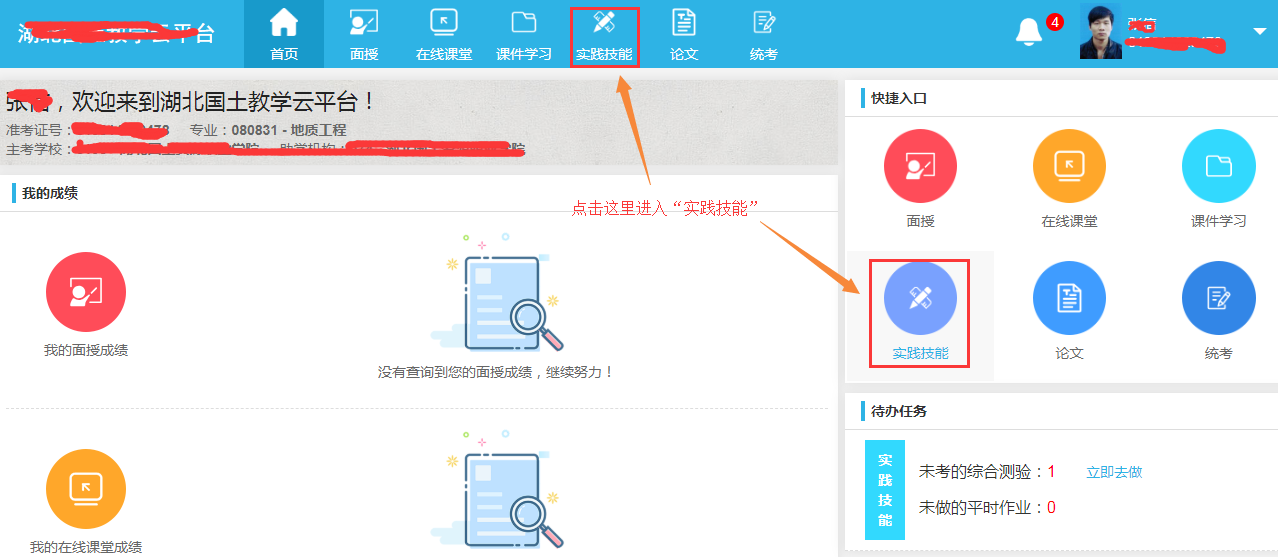 教学云平台
首页
面授
在线课堂
课件学习
实践技能
论文
统考
4
，欢迎来到湖北国土教学云平台！
准考证号：
专业：080831 - 地质工程
主考学校：
助学机构：
我的成绩
点击这里进入“实践技能”
我的面授成绩
没有查询到您的面授成绩，继续努力！
我的在线课堂成绩
快捷入口
面授
在线课堂
课件学习
实践技能
论文
统考
待办任务
实践技能
未考的综合测验：1 立即去做
未做的平时作业：0